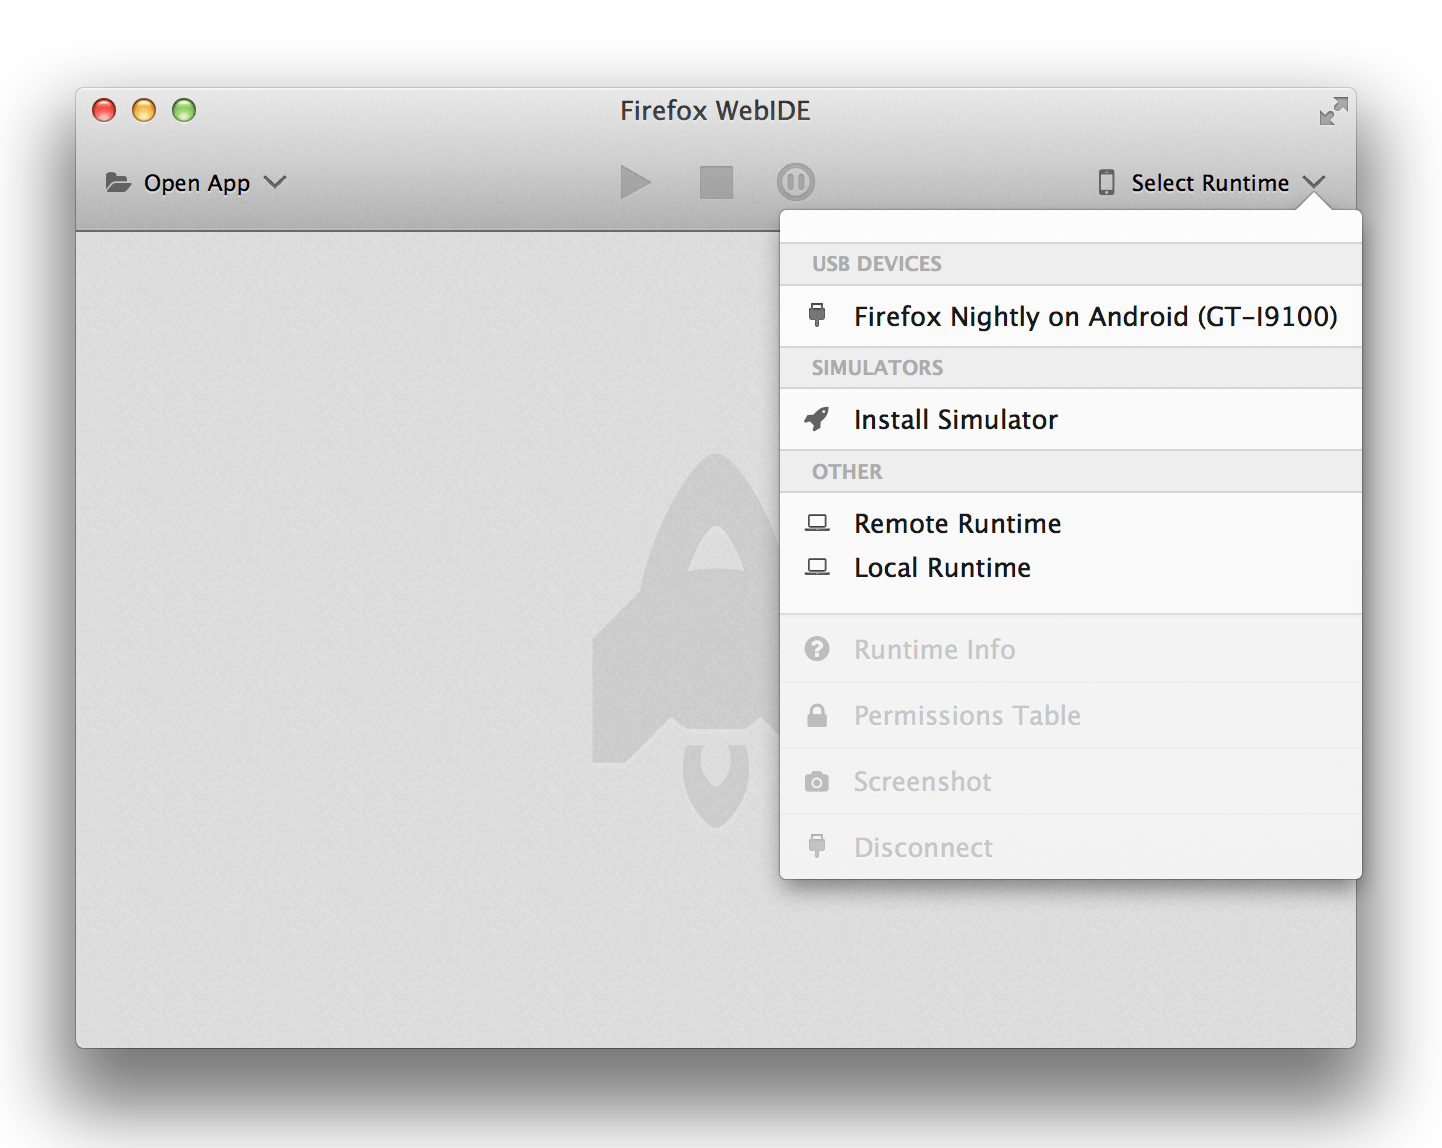 Firefox WebIDE
Open App
Select Runtime
USB DEVICES
Firefox Nightly on Android (GT-I9100)
SIMULATORS
Install Simulator
OTHER
Remote Runtime
Local Runtime
Runtime Info
Permissions Table
Screenshot
Disconnect